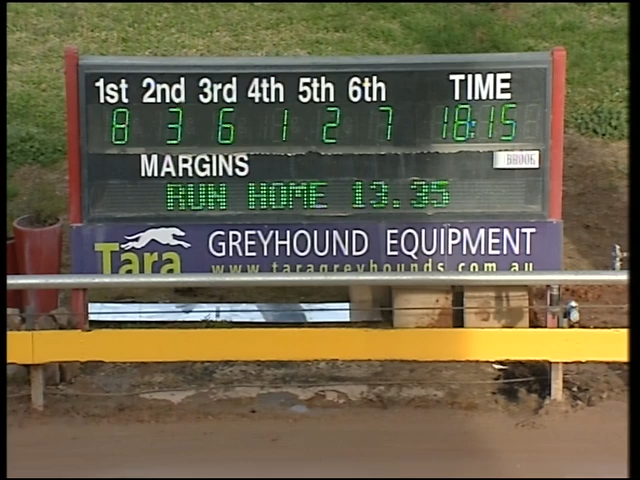 1st 2nd 3rd 4th 5th 6th TIME
8 3 6 1 2 7 18:15
MARGINS BROOK
RUN HOME 13.35
Tara GREYHOUND EQUIPMENT
www.taragreyhounds.com.au